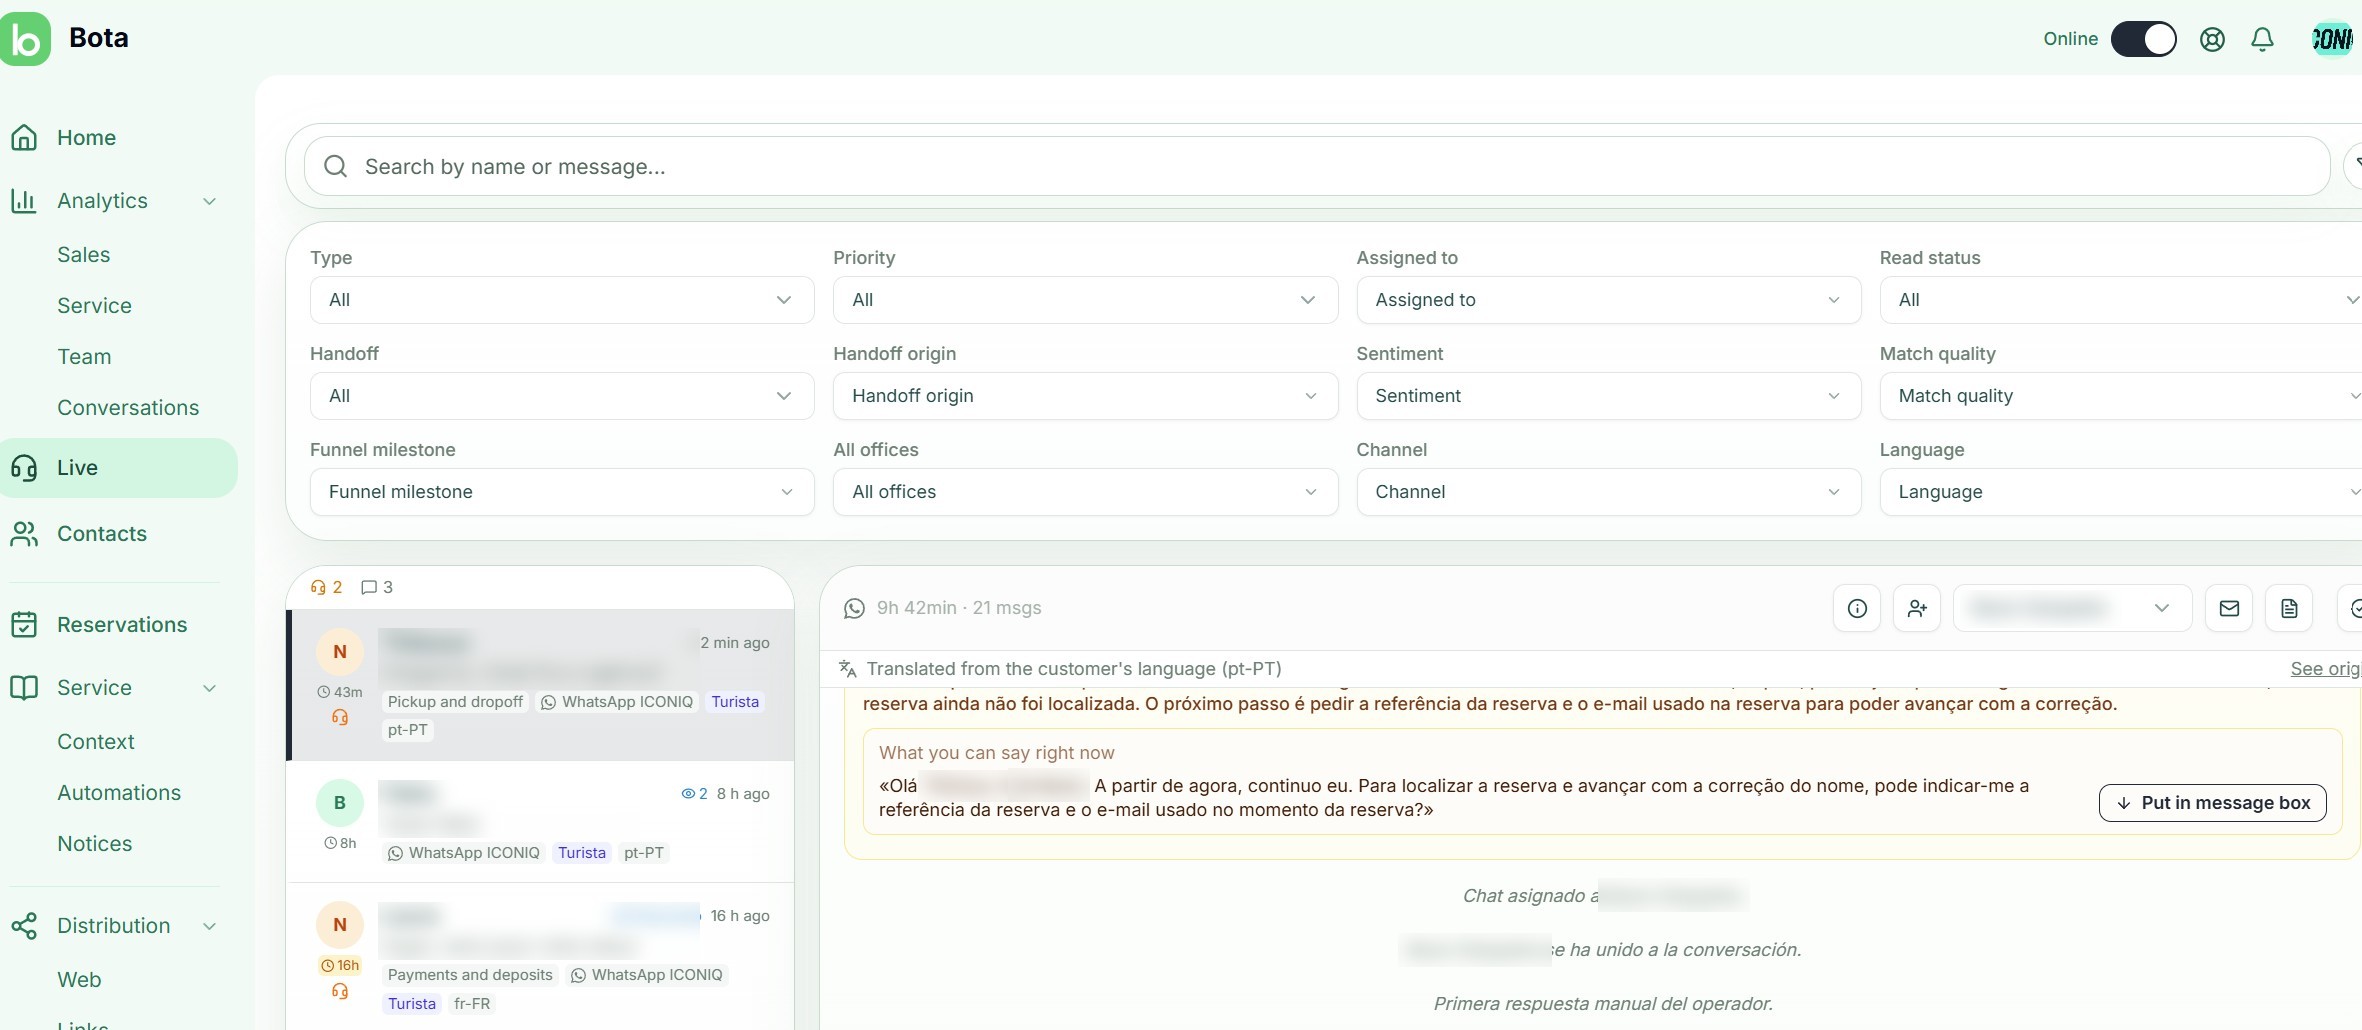 Bota
Online
ICONI
Home
Analytics
Sales
Service
Team
Conversations
Live
Contacts
Reservations
Service
Context
Automations
Notices
Distribution
Web
Links
Search by name or message...
Type
Priority
Assigned to
Read status
All
All
Assigned to
All
Handoff
Handoff origin
Sentiment
Match quality
All
Handoff origin
Sentiment
Match quality
Funnel milestone
All offices
Channel
Language
Funnel milestone
All offices
Channel
Language
2 3
N
2 min ago
43m
Pickup and dropoff WhatsApp ICONIQ Turista
pt-PT
B
2 8 h ago
8h
WhatsApp ICONIQ Turista pt-PT
N
16 h ago
16h
Payments and deposits WhatsApp ICONIQ
Turista fr-FR
9h 42min · 21 msgs
Translated from the customer's language (pt-PT)
See orig
reserva ainda não foi localizada. O próximo passo é pedir a referência da reserva e o e-mail usado na reserva para poder avançar com a correção.
What you can say right now
«Olá A partir de agora, continuo eu. Para localizar a reserva e avançar com a correção do nome, pode indicar-me a
referência da reserva e o e-mail usado no momento da reserva?»
Put in message box
Chat asignado a
se ha unido a la conversación.
Primera respuesta manual del operador.